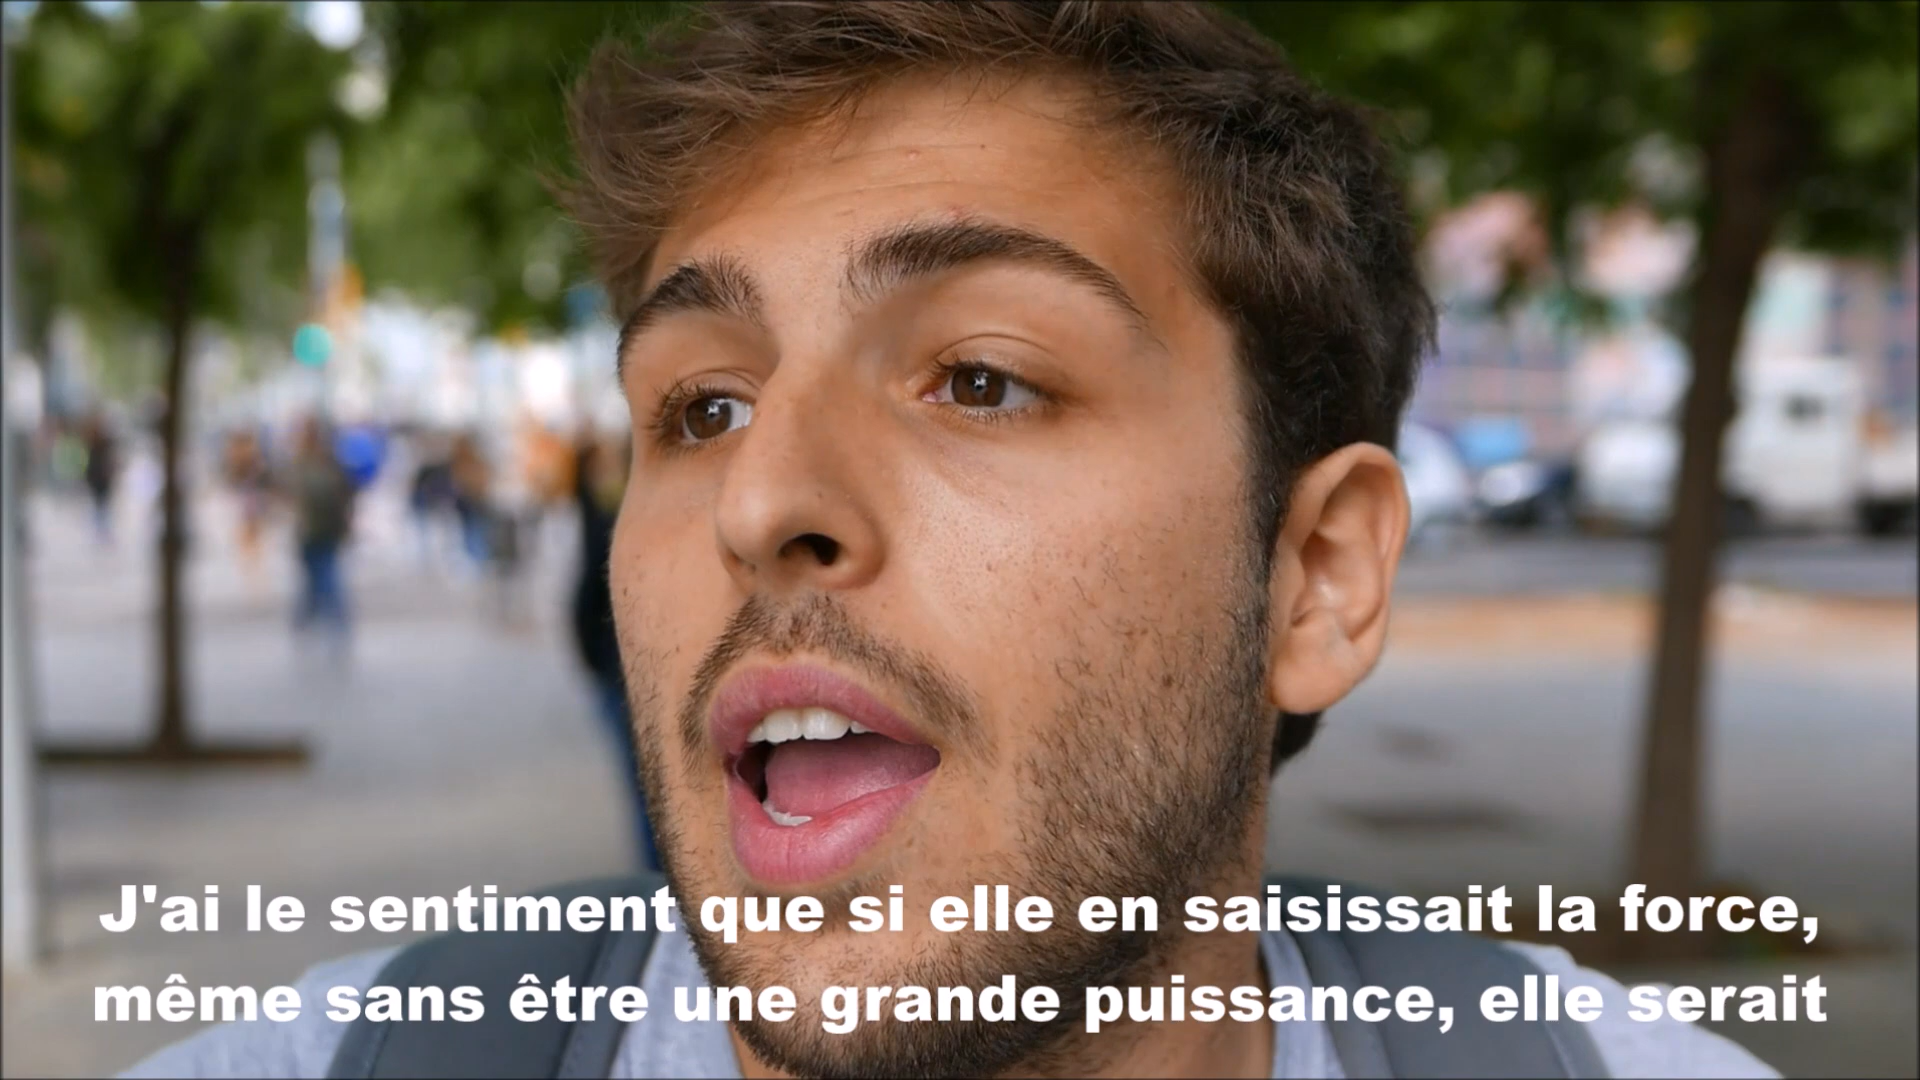 J'ai le sentiment que si elle en saisissait la force,
même sans être une grande puissance, elle serait